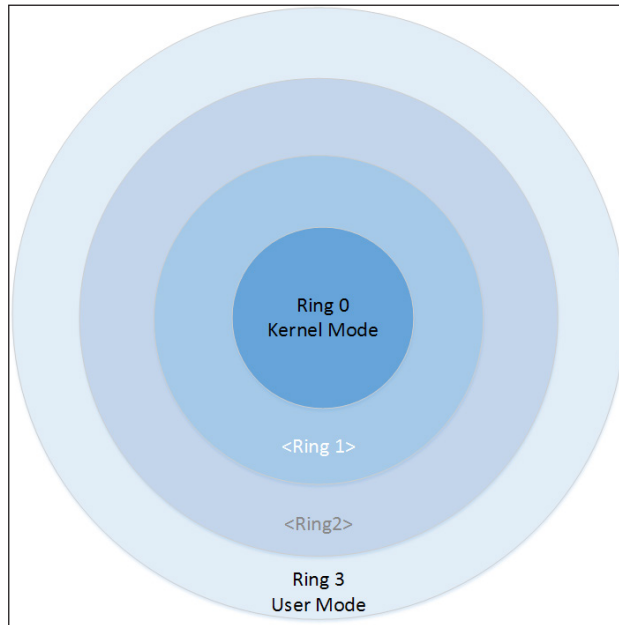 Ring 0
Kernel Mode
<Ring 1>
<Ring2>
Ring 3
User Mode